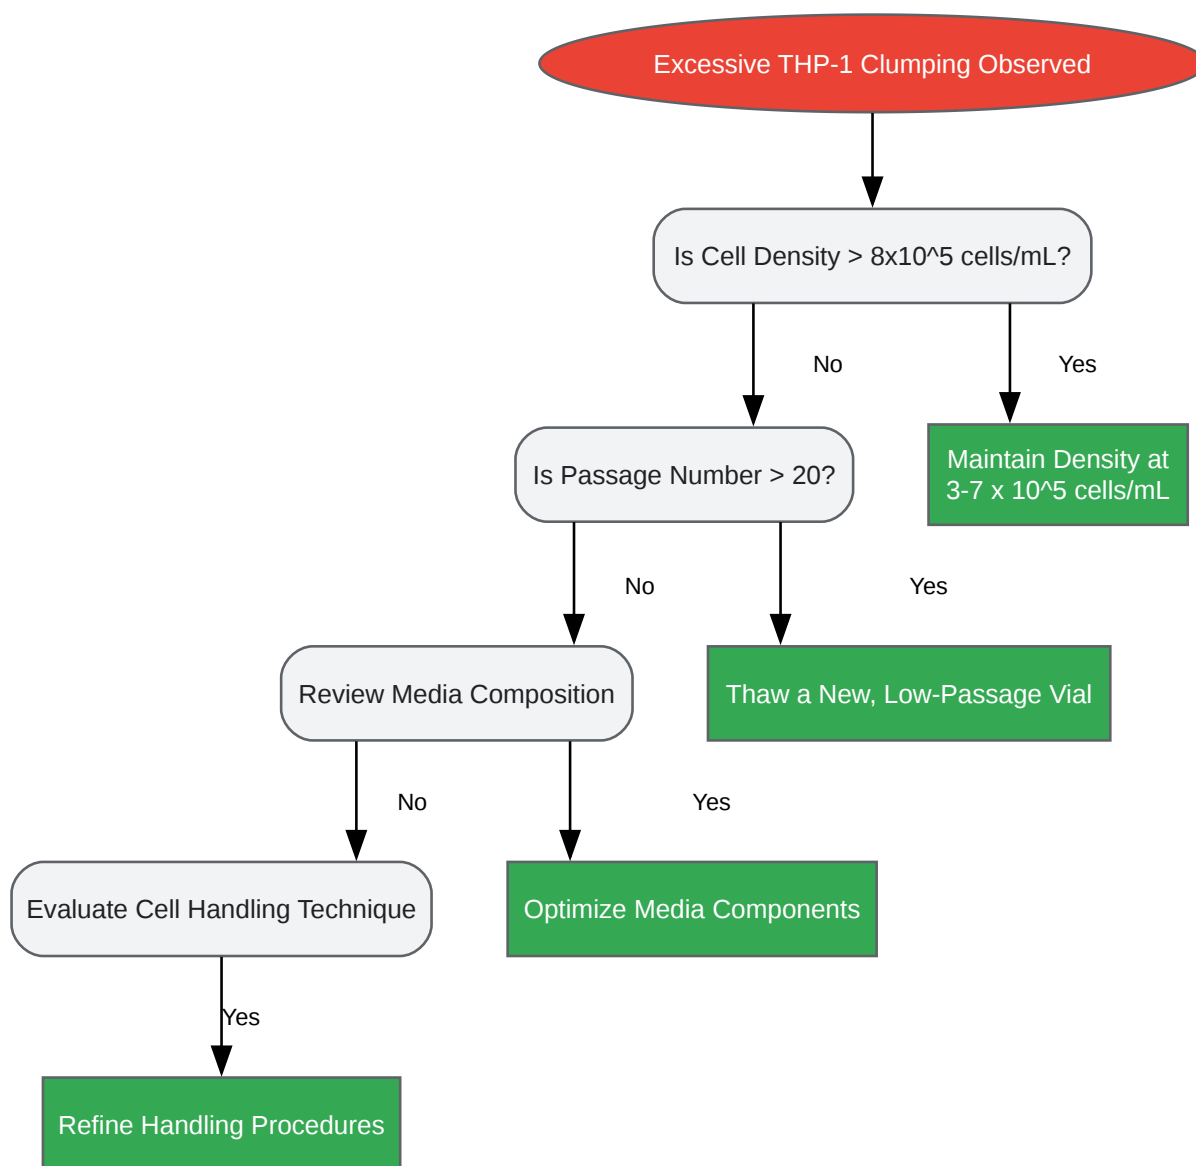 Excessive THP-1 Clumping Observed
Is Cell Density > 8x10^5 cells/mL?
No
Yes
Maintain Density at
3-7 x 10^5 cells/mL
Is Passage Number > 20?
No
Yes
Review Media Composition
Thaw a New, Low-Passage Vial
No
Yes
Evaluate Cell Handling Technique
Optimize Media Components
Yes
Refine Handling Procedures